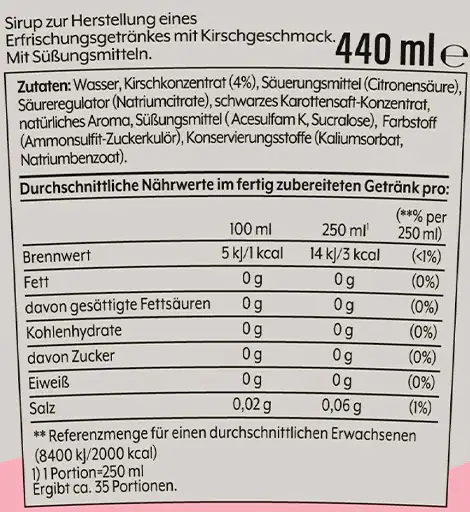 Sirup zur Herstellung eines
Erfrischungsgetränkes mit Kirschgeschmack.
Mit Süßungsmitteln.
440 ml e
Zutaten: Wasser, Kirschkonzentrat (4%), Säuerungsmittel (Citronensäure),
Säureregulator (Natriumcitrate), schwarzes Karottensaft-Konzentrat,
natürliches Aroma, Süßungsmittel (Acesulfam K, Sucralose), Farbstoff
(Ammonsulfit-Zuckerkulör), Konservierungsstoffe (Kaliumsorbat,
Natriumbenzoat).
Durchschnittliche Nährwerte im fertig zubereiteten Getränk pro:
100 ml 250 ml¹ (**% per
250 ml)
Brennwert 5 kJ/1 kcal 14 kJ/3 kcal (<1%)
Fett 0 g 0 g (0%)
davon gesättigte Fettsäuren 0 g 0 g (0%)
Kohlenhydrate 0 g 0 g (0%)
davon Zucker 0 g 0 g (0%)
Eiweiß 0 g 0 g (0%)
Salz 0,02 g 0,06 g (1%)
** Referenzmenge für einen durchschnittlichen Erwachsenen
(8400 kJ/2000 kcal)
1) 1 Portion=250 ml
Ergibt ca. 35 Portionen.